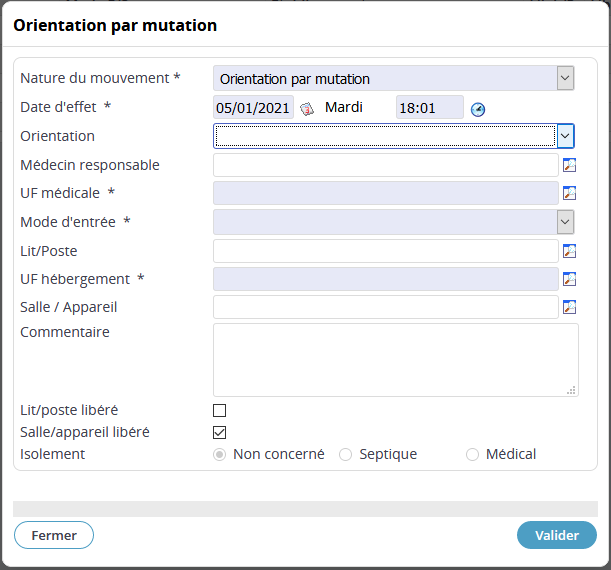 Orientation par mutation
Nature du mouvement * Orientation par mutation
Date d'effet * 05/01/2021 Mardi 18:01
Orientation
Médecin responsable
UF médicale *
Mode d'entrée *
Lit/Poste
UF hébergement *
Salle / Appareil
Commentaire
Lit/poste libéré
Salle/appareil libéré
Isolement Non concerné Septique Médical
Fermer Valider